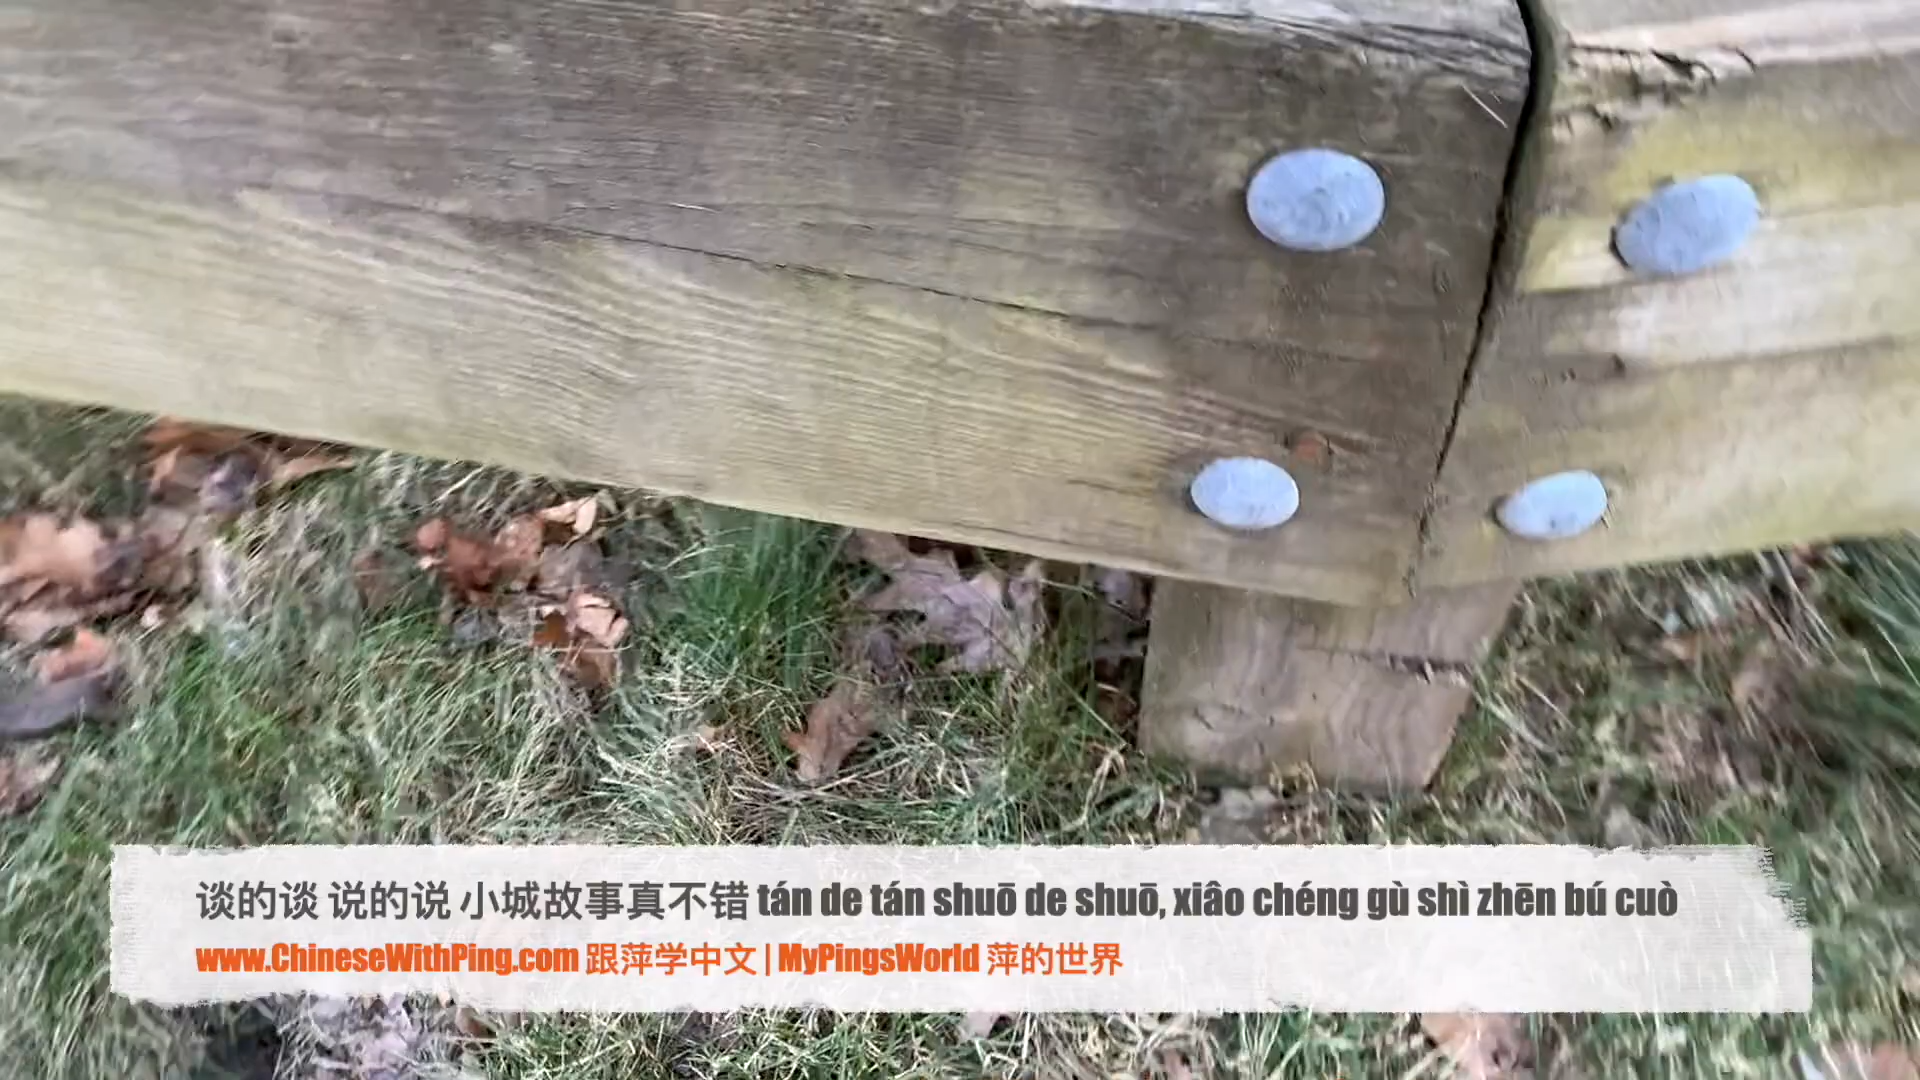 谈的谈 说的说 小城故事真不错 tán de tán shuō de shuō, xiâo chéng gù shì zhēn bú cuò
www.ChineseWithPing.com 跟萍学中文 | MyPingsWorld 萍的世界